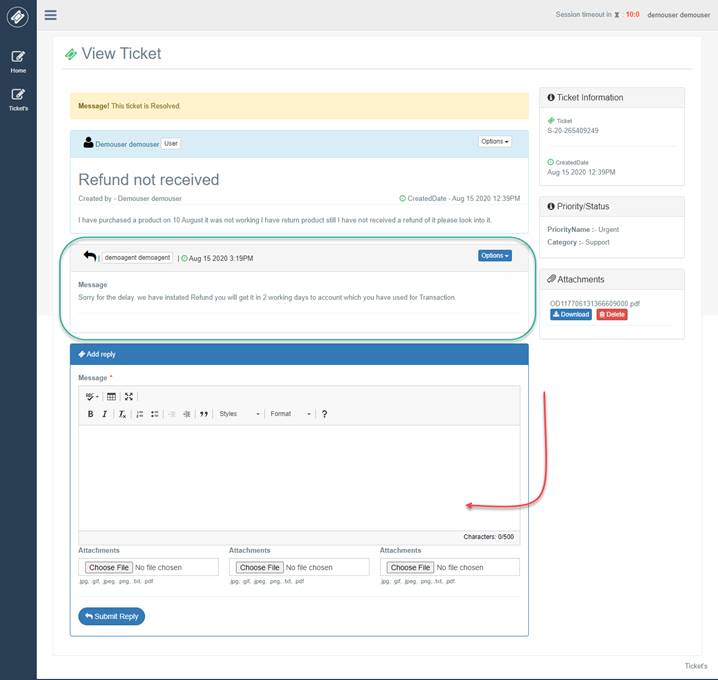 Session timeout in : 10:0 demouser demouser
Home
Ticket's
View Ticket
Message! This ticket is Resolved.
Demouser demouser User Options
Refund not received
Created by - Demouser demouser CreatedDate - Aug 15 2020 12:39PM
I have purchased a product on 10 August it was not working I have return product still I have not received a refund of it please look into it.
| demoagent demoagent | Aug 15 2020 3:19PM Options
Message
Sorry for the delay. we have instated Refund you will get it in 2 working days to account which you have used for Transaction.
Add reply
Message *
ABC
B I Tx Styles Format ?
Characters: 0/500
Attachments Attachments Attachments
Choose File No file chosen Choose File No file chosen Choose File No file chosen
.jpg, .gif, .jpeg, .png, .txt, .pdf .jpg, .gif, .jpeg, .png, .txt, .pdf .jpg, .gif, .jpeg, .png, .txt, .pdf
Submit Reply
Ticket Information
Ticket
S-20-265409249
CreatedDate
Aug 15 2020 12:39PM
Priority/Status
PriorityName :- Urgent
Category :- Support
Attachments
OD117706131366609000.pdf
Download Delete
Ticket's